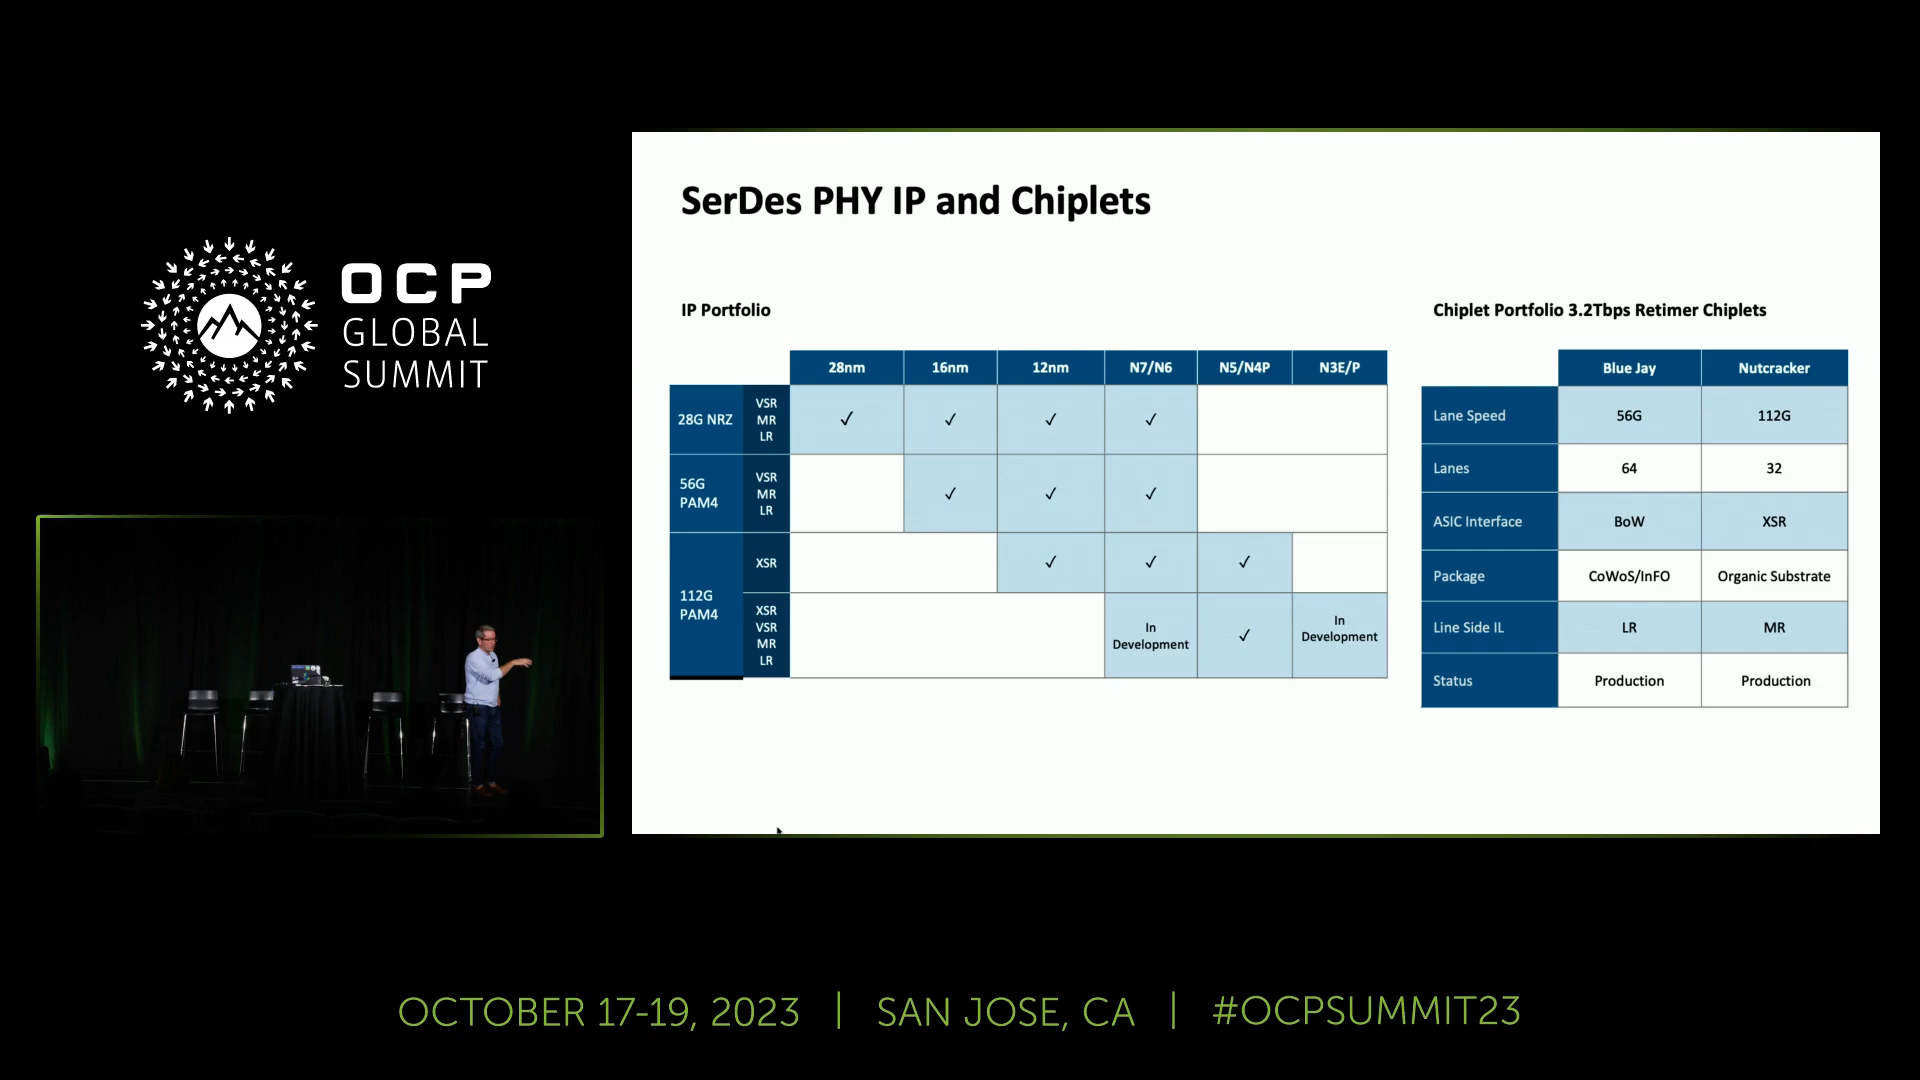 OCP
GLOBAL
SUMMIT
SerDes PHY IP and Chiplets
IP Portfolio
28nm 16nm 12nm N7/N6 N5/N4P N3E/P
28G NRZ
VSR
MR
LR
✓ ✓ ✓ ✓
56G
PAM4
VSR
MR
LR
✓ ✓ ✓
112G
PAM4
XSR
✓ ✓ ✓
XSR
VSR
MR
LR
In
Development
✓
In
Development
Chiplet Portfolio 3.2Tbps Retimer Chiplets
Blue Jay Nutcracker
Lane Speed 56G 112G
Lanes 64 32
ASIC Interface BoW XSR
Package CoWoS/InFO Organic Substrate
Line Side IL LR MR
Status Production Production
OCTOBER 17-19, 2023 | SAN JOSE, CA | #OCPSUMMIT23